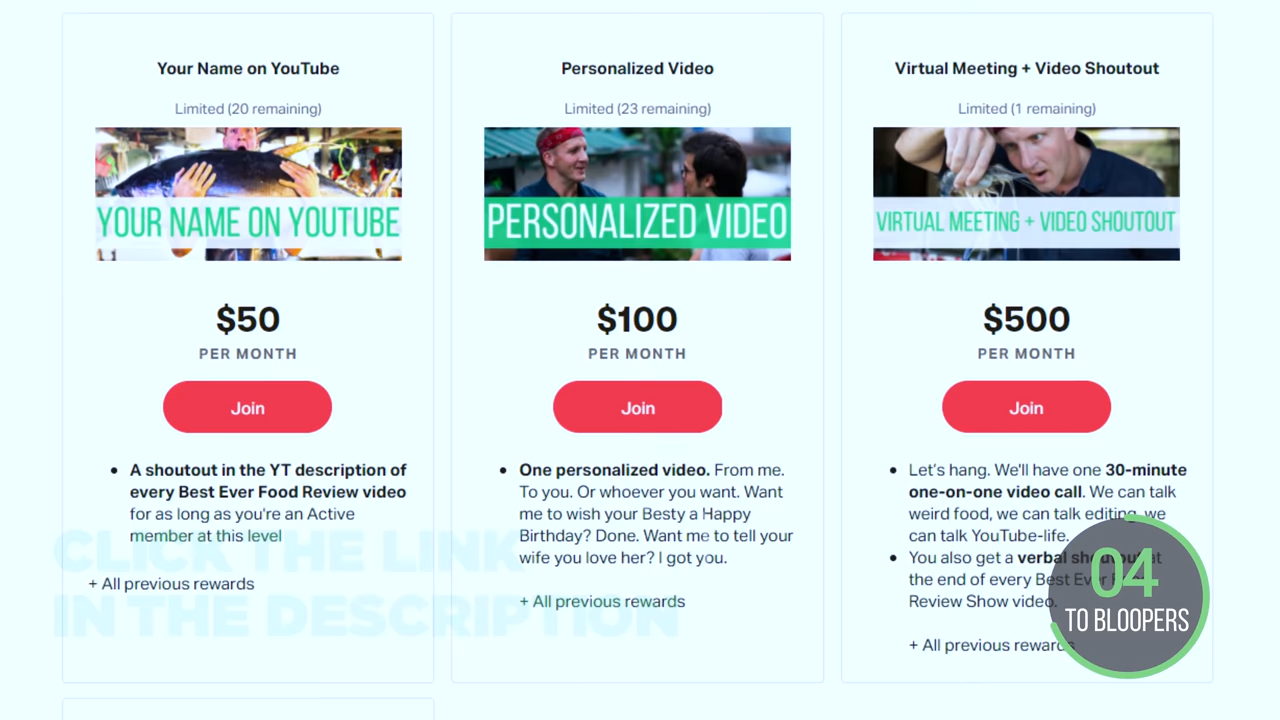 Your Name on YouTube
Limited (20 remaining)
YOUR NAME ON YOUTUBE
$50
PER MONTH
Join
• A shoutout in the YT description of
every Best Ever Food Review video
for as long as you're an Active
member at this level
+ All previous rewards
Personalized Video
Limited (23 remaining)
PERSONALIZED VIDEO
$100
PER MONTH
Join
• One personalized video. From me.
To you. Or whoever you want. Want
me to wish your Besty a Happy
Birthday? Done. Want me to tell your
wife you love her? I got you.
+ All previous rewards
Virtual Meeting + Video Shoutout
Limited (1 remaining)
VIRTUAL MEETING + VIDEO SHOUTOUT
$500
PER MONTH
Join
• Let's hang. We'll have one 30-minute
one-on-one video call. We can talk
weird food, we can talk editing, we
can talk YouTube-life.
• You also get a verbal shoutout at
the end of every Best Ever
Review Show video.
+ All previous rewards
CLICK THE LINK
IN THE DESCRIPTION
04
TO BLOOPERS